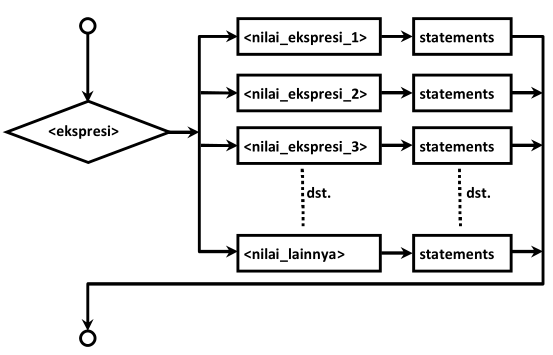 <nilai_ekspresi_1> statements
<nilai_ekspresi_2> statements
<ekspresi>
<nilai_ekspresi_3> statements
dst. dst.
<nilai_lainnya> statements